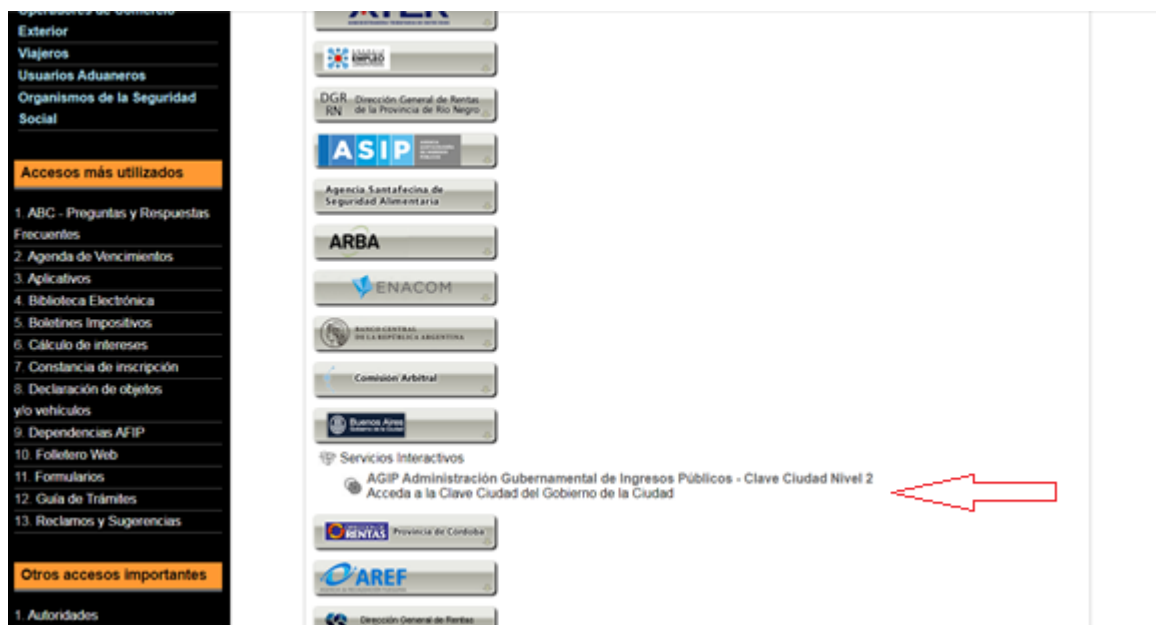 Operadores de Comercio
Exterior
Viajeros
Usuarios Aduaneros
Organismos de la Seguridad
Social
Accesos más utilizados
1. ABC - Preguntas y Respuestas
Frecuentes
2. Agenda de Vencimientos
3. Aplicativos
4. Biblioteca Electrónica
5. Boletines Impositivos
6. Cálculo de intereses
7. Constancia de inscripción
8. Declaración de objetos
y/o vehículos
9. Dependencias AFIP
10. Folletero Web
11. Formularios
12. Guía de Trámites
13. Reclamos y Sugerencias
Otros accesos importantes
1. Autoridades
ATER
EMPLEO
DGR Dirección General de Rentas
RN de la Provincia de Río Negro
ASIP
Agencia Santafecina de
Seguridad Alimentaria
ARBA
ENACOM
BANCO CENTRAL
DE LA REPÚBLICA ARGENTINA
Comisión Arbitral
Buenos Aires
Servicios Interactivos
AGIP Administración Gubernamental de Ingresos Públicos - Clave Ciudad Nivel 2
Acceda a la Clave Ciudad del Gobierno de la Ciudad
RENTAS Provincia de Córdoba
AREF
Dirección General de Rentas